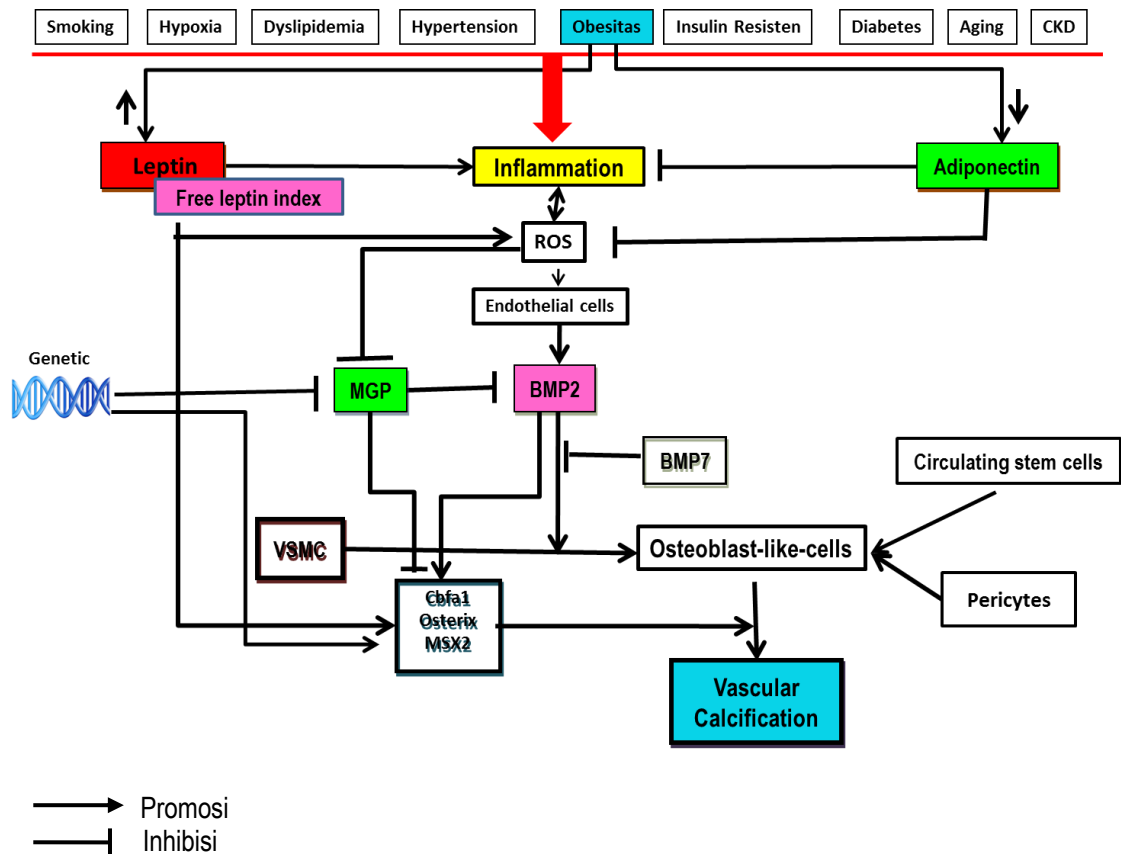 Smoking
Hypoxia
Dyslipidemia
Hypertension
Obesitas
Insulin Resisten
Diabetes
Aging
CKD
Leptin
Free leptin index
Inflammation
Adiponectin
ROS
Endothelial cells
Genetic
MGP
BMP2
BMP7
Circulating stem cells
VSMC
Osteoblast-like-cells
Pericytes
Cbfa1
Osterix
MSX2
Vascular
Calcification
Promosi
Inhibisi